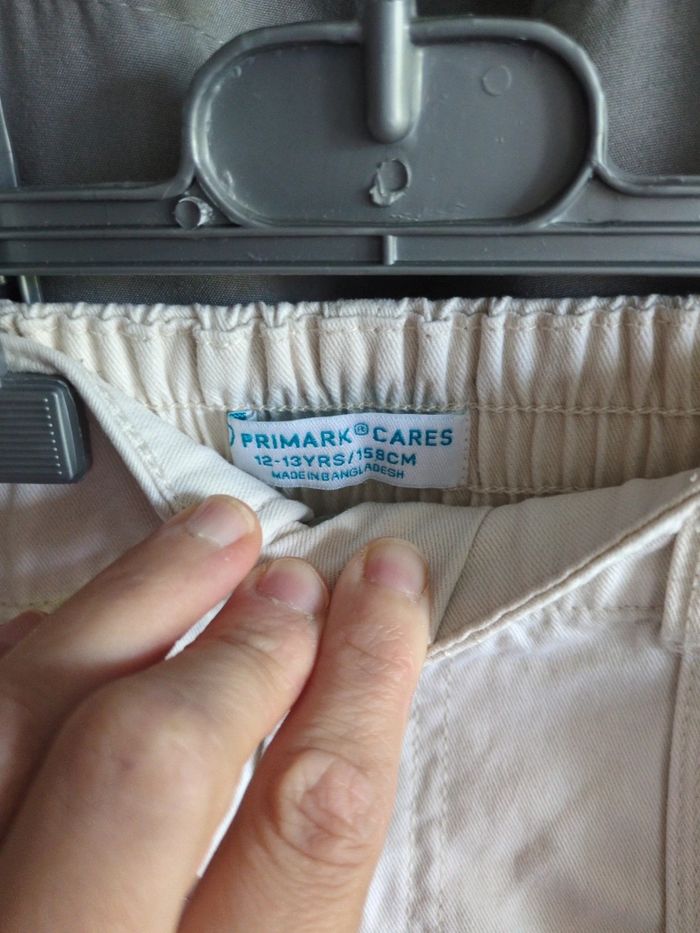 PRIMARK® CARES
12-13YRS/158CM
MADE IN BANGLADESH